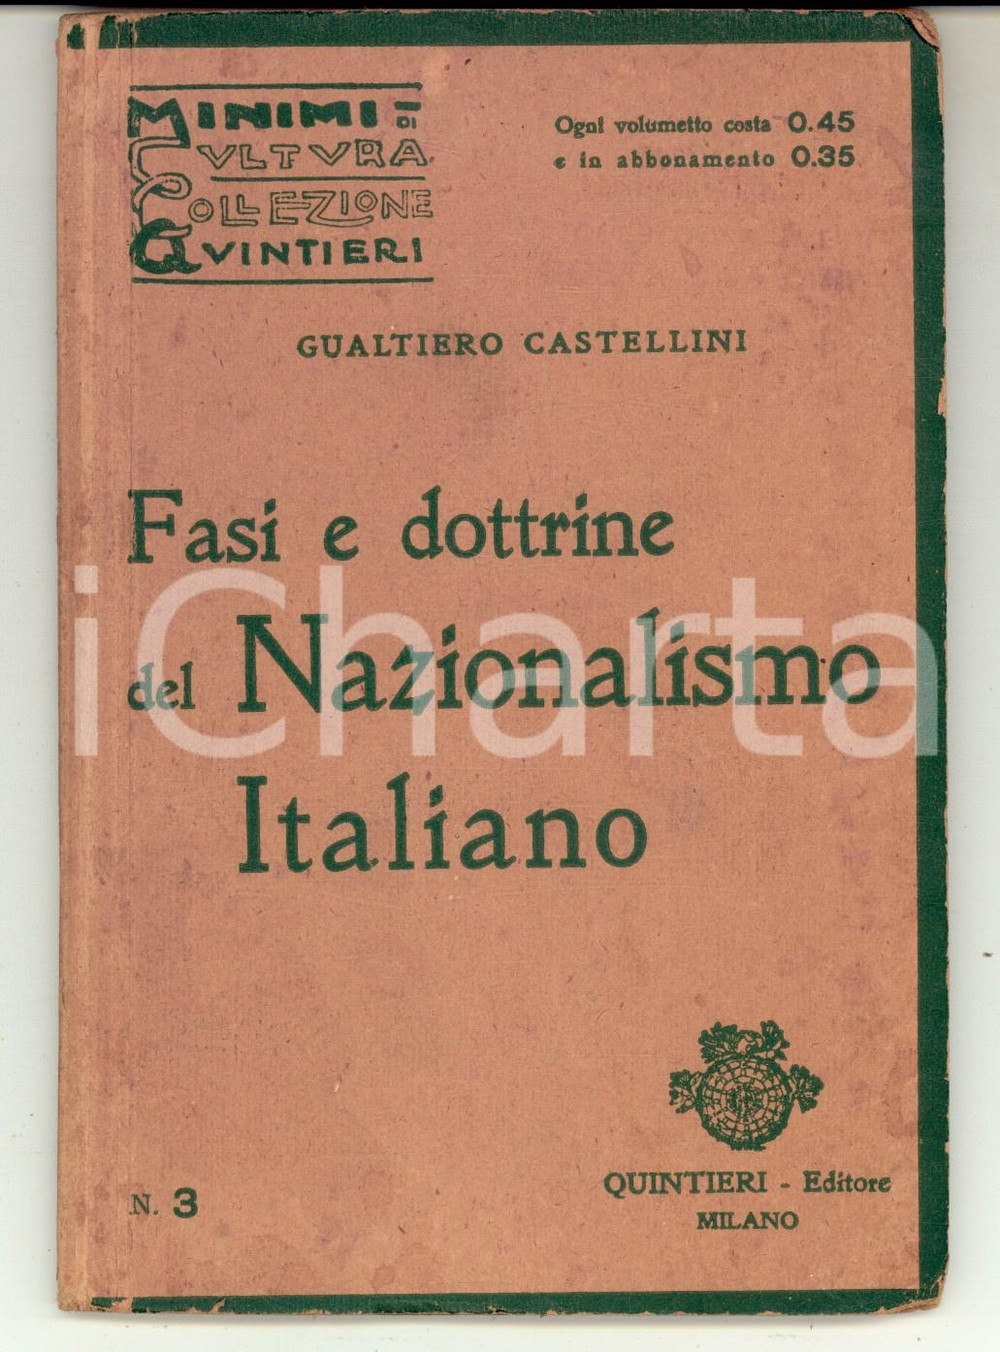 MINIMI DI
CVLTVRA
COLLEZIONE
QVINTIERI
Ogni volumetto costa 0.45
e in abbonamento 0.35
GUALTIERO CASTELLINI
Fasi e dottrine
del Nazionalismo
Italiano
iCharta
N. 3
QUINTIERI - Editore
MILANO